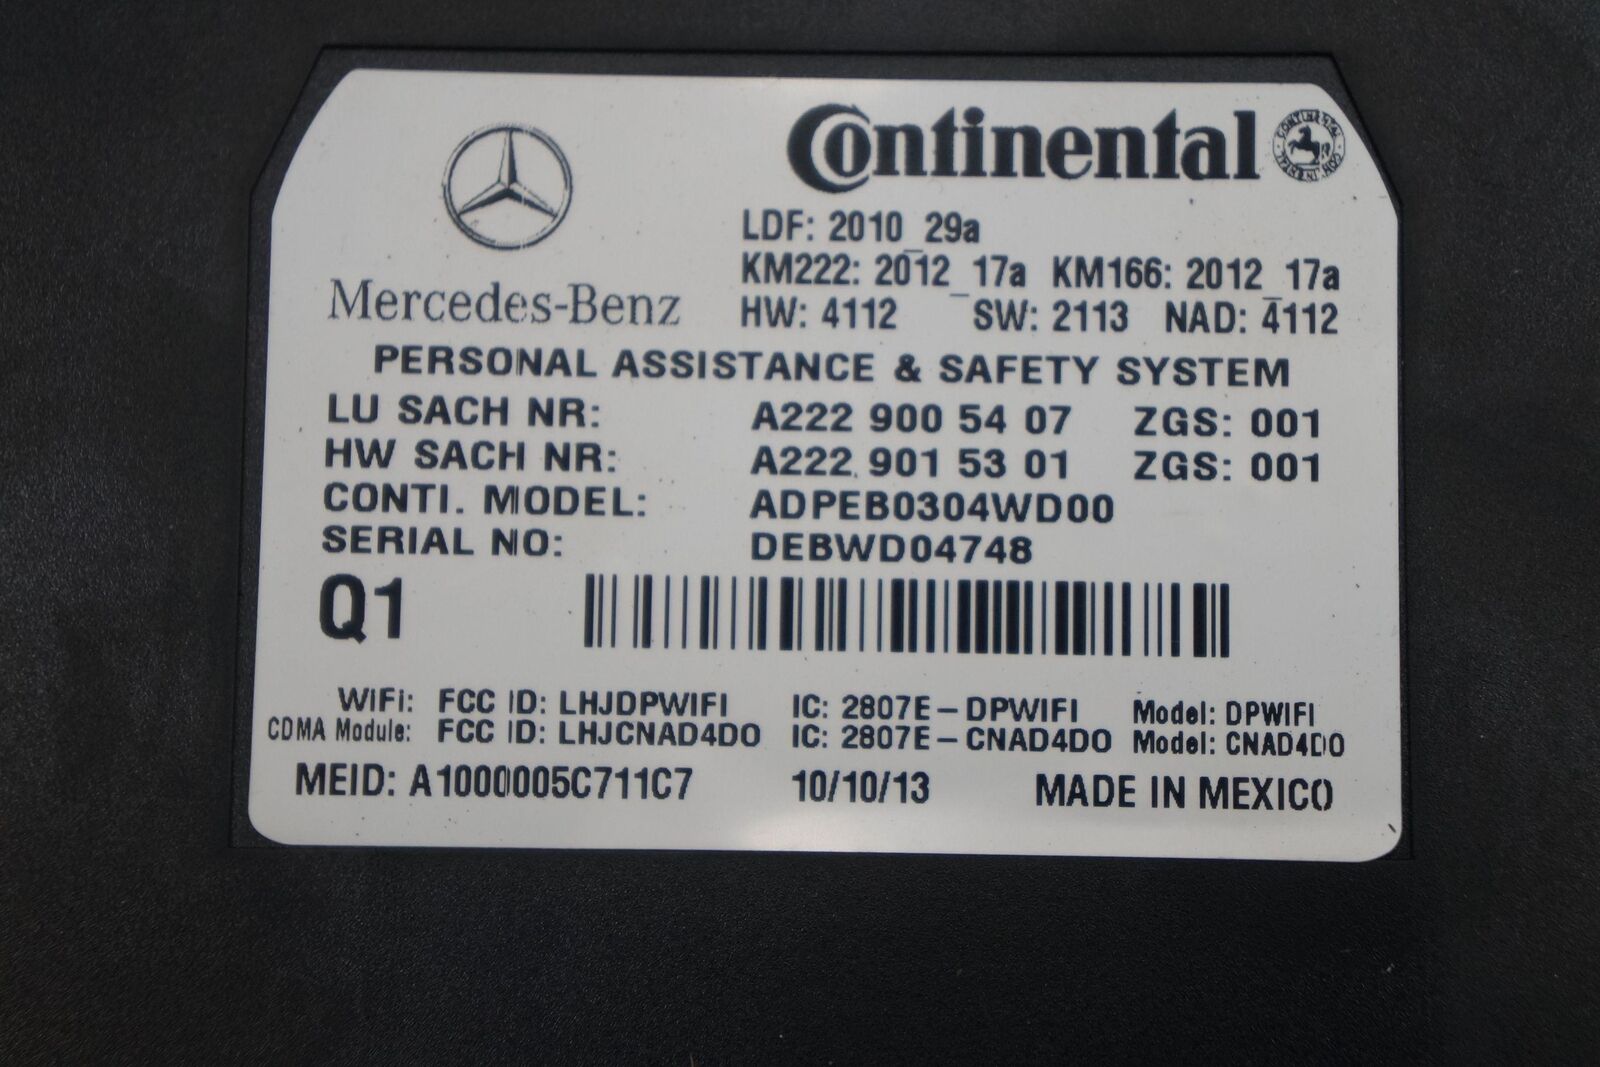 Continental
Mercedes-Benz
LDF: 2010_29a
KM222: 2012_17a KM166: 2012_17a
HW: 4112 SW: 2113 NAD: 4112
PERSONAL ASSISTANCE & SAFETY SYSTEM
LU SACH NR: A222 900 54 07 ZGS: 001
HW SACH NR: A222 901 53 01 ZGS: 001
CONTI. MODEL: ADPEB0304WD00
SERIAL NO: DEBWD04748
Q1
WIFI: FCC ID: LHJDPWIFI IC: 2807E-DPWIFI Model: DPWIFI
CDMA Module: FCC ID: LHJCNAD4DO IC: 2807E-CNAD4DO Model: CNAD4DO
MEID: A1000005C711C7 10/10/13 MADE IN MEXICO